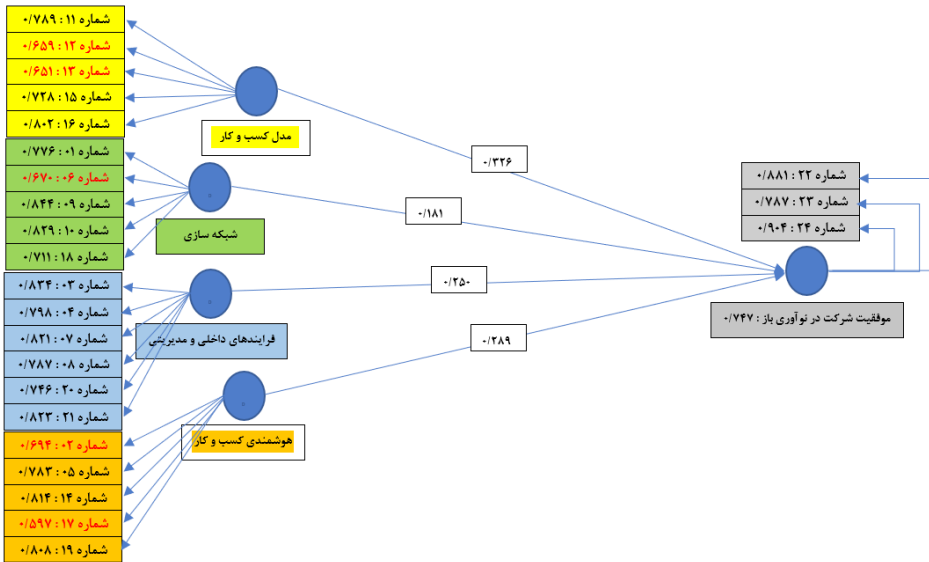 شماره ۱۱ : ۰/۷۸۹
شماره ۱۲ : ۰/۶۵۹
شماره ۱۳ : ۰/۶۵۱
شماره ۱۵ : ۰/۷۲۸
شماره ۱۶ : ۰/۸۰۲
مدل کسب و کار
شماره ۰۱ : ۰/۷۷۶
شماره ۰۶ : ۰/۶۷۰
شماره ۰۹ : ۰/۸۴۴
شماره ۱۰ : ۰/۸۲۹
شماره ۱۸ : ۰/۷۱۱
شبکه سازی
شماره ۰۳ : ۰/۸۳۴
شماره ۰۴ : ۰/۷۹۸
شماره ۰۷ : ۰/۸۲۱
شماره ۰۸ : ۰/۷۸۷
شماره ۲۰ : ۰/۷۴۶
شماره ۲۱ : ۰/۸۲۳
فرایندهای داخلی و مدیریتی
شماره ۰۲ : ۰/۶۹۴
شماره ۰۵ : ۰/۷۸۳
شماره ۱۴ : ۰/۸۱۴
شماره ۱۷ : ۰/۵۹۷
شماره ۱۹ : ۰/۸۰۸
هوشمندی کسب و کار
۰/۳۲۶
۰/۱۸۱
۰/۲۵۰
۰/۲۸۹
شماره ۲۲ : ۰/۸۸۱
شماره ۲۳ : ۰/۷۸۷
شماره ۲۴ : ۰/۹۰۴
موفقیت شرکت در نوآوری باز : ۰/۷۴۷